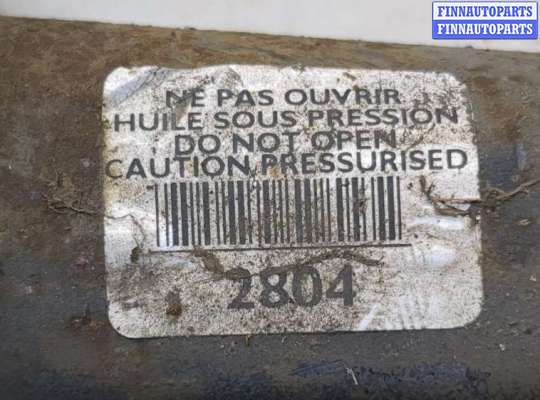 FINNAUTOPARTS
FINNAUTOPARTS
NE PAS OUVRIR
HUILE SOUS PRESSION
DO NOT OPEN
CAUTION PRESSURISED
2804